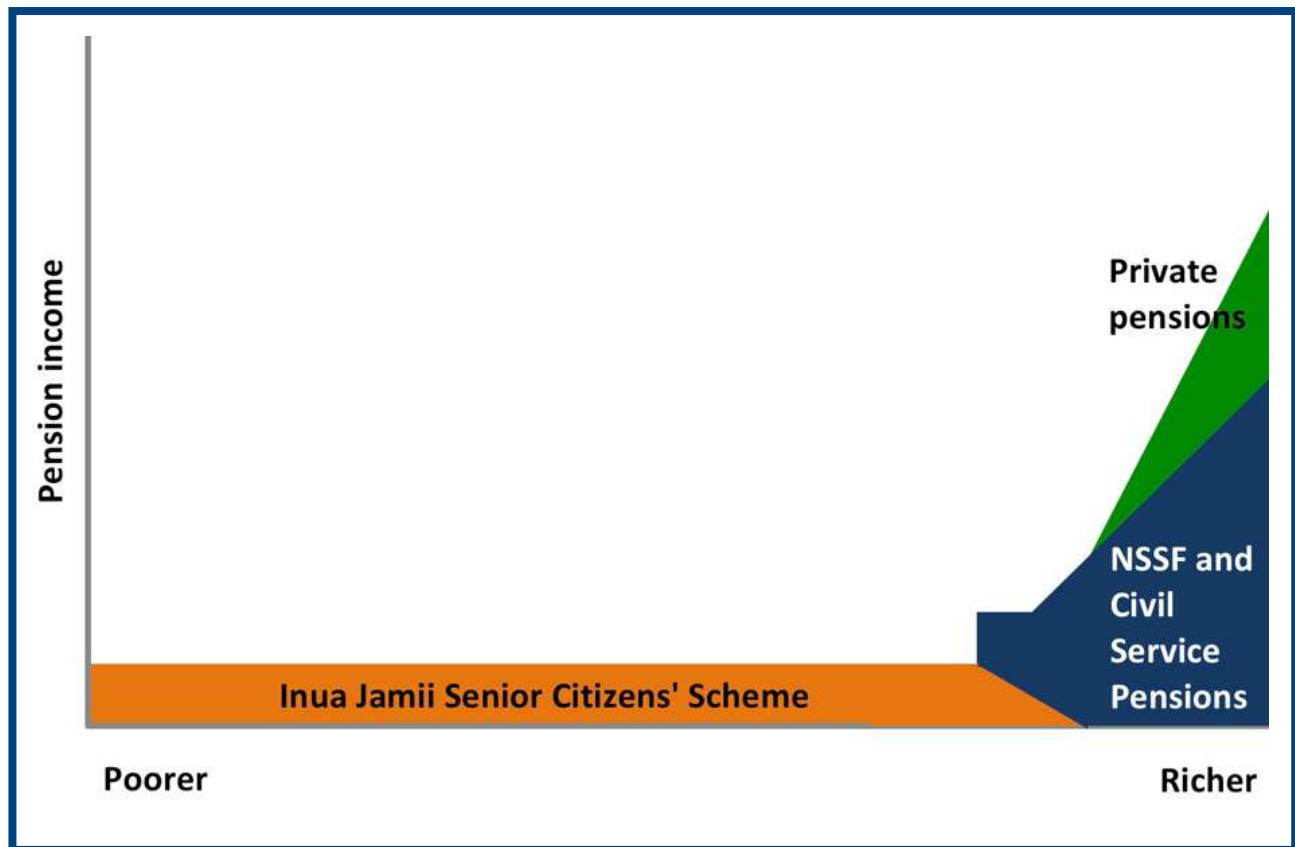 Pension income
Private
pensions
NSSF and
Civil
Service
Pensions
Inua Jamii Senior Citizens' Scheme
Poorer
Richer